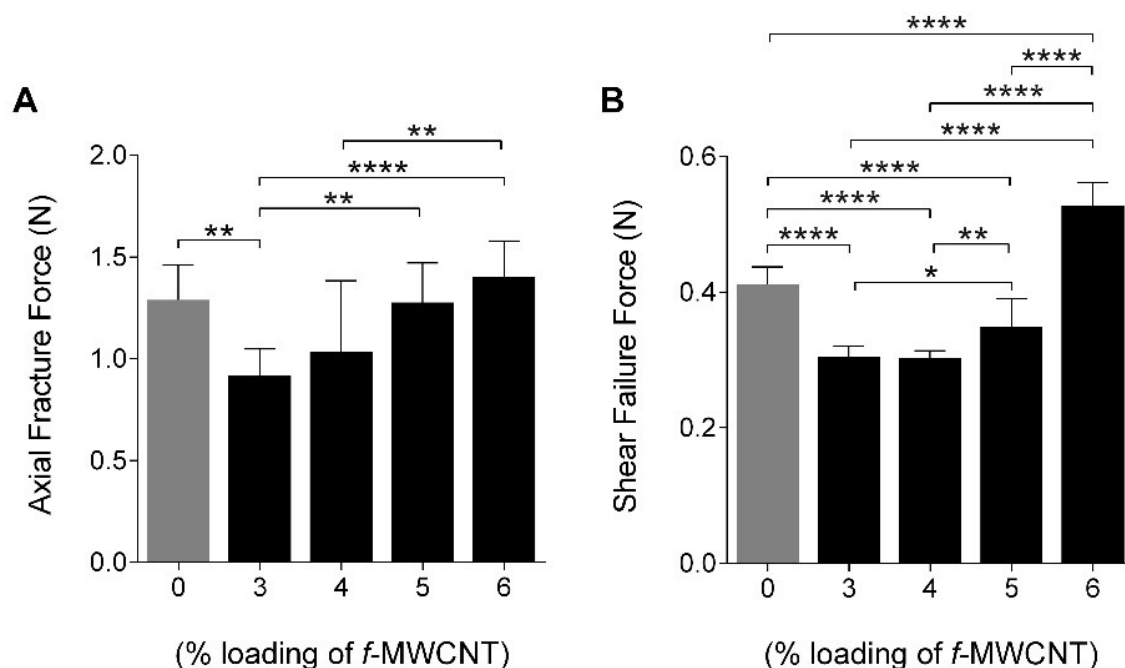 A
**
****
**
**
2.0
1.5
1.0
0.5
0.0
Axial Fracture Force (N)
0 3 4 5 6
(% loading of f-MWCNT)
B
****
****
****
****
****
****
****
**
*
0.6
0.4
0.2
0.0
Shear Failure Force (N)
0 3 4 5 6
(% loading of f-MWCNT)